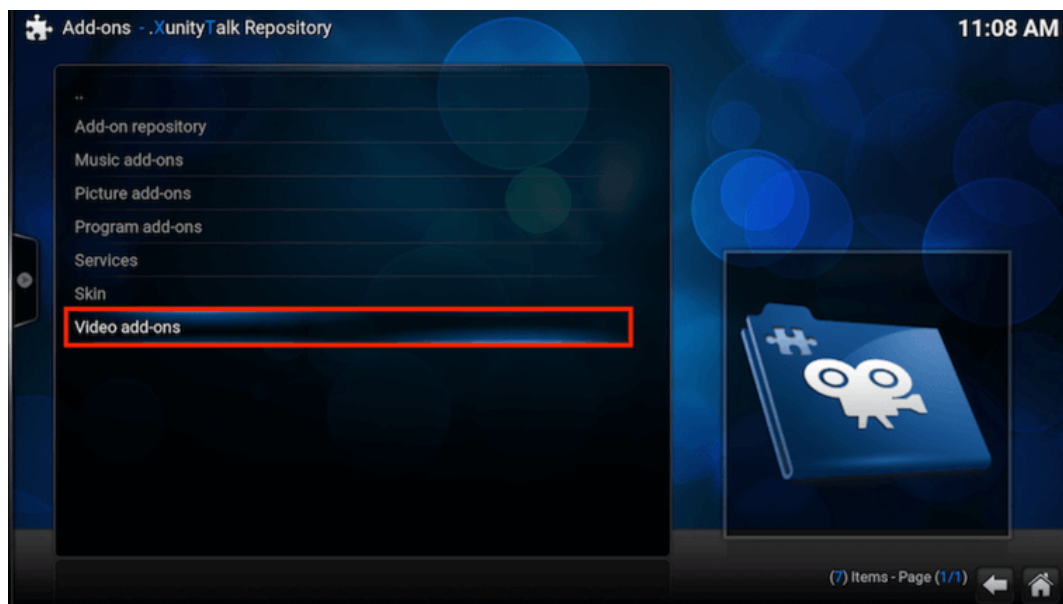 Add-ons - .XunityTalk Repository
11:08 AM
..
Add-on repository
Music add-ons
Picture add-ons
Program add-ons
Services
Skin
Video add-ons
(7) Items - Page (1/1)